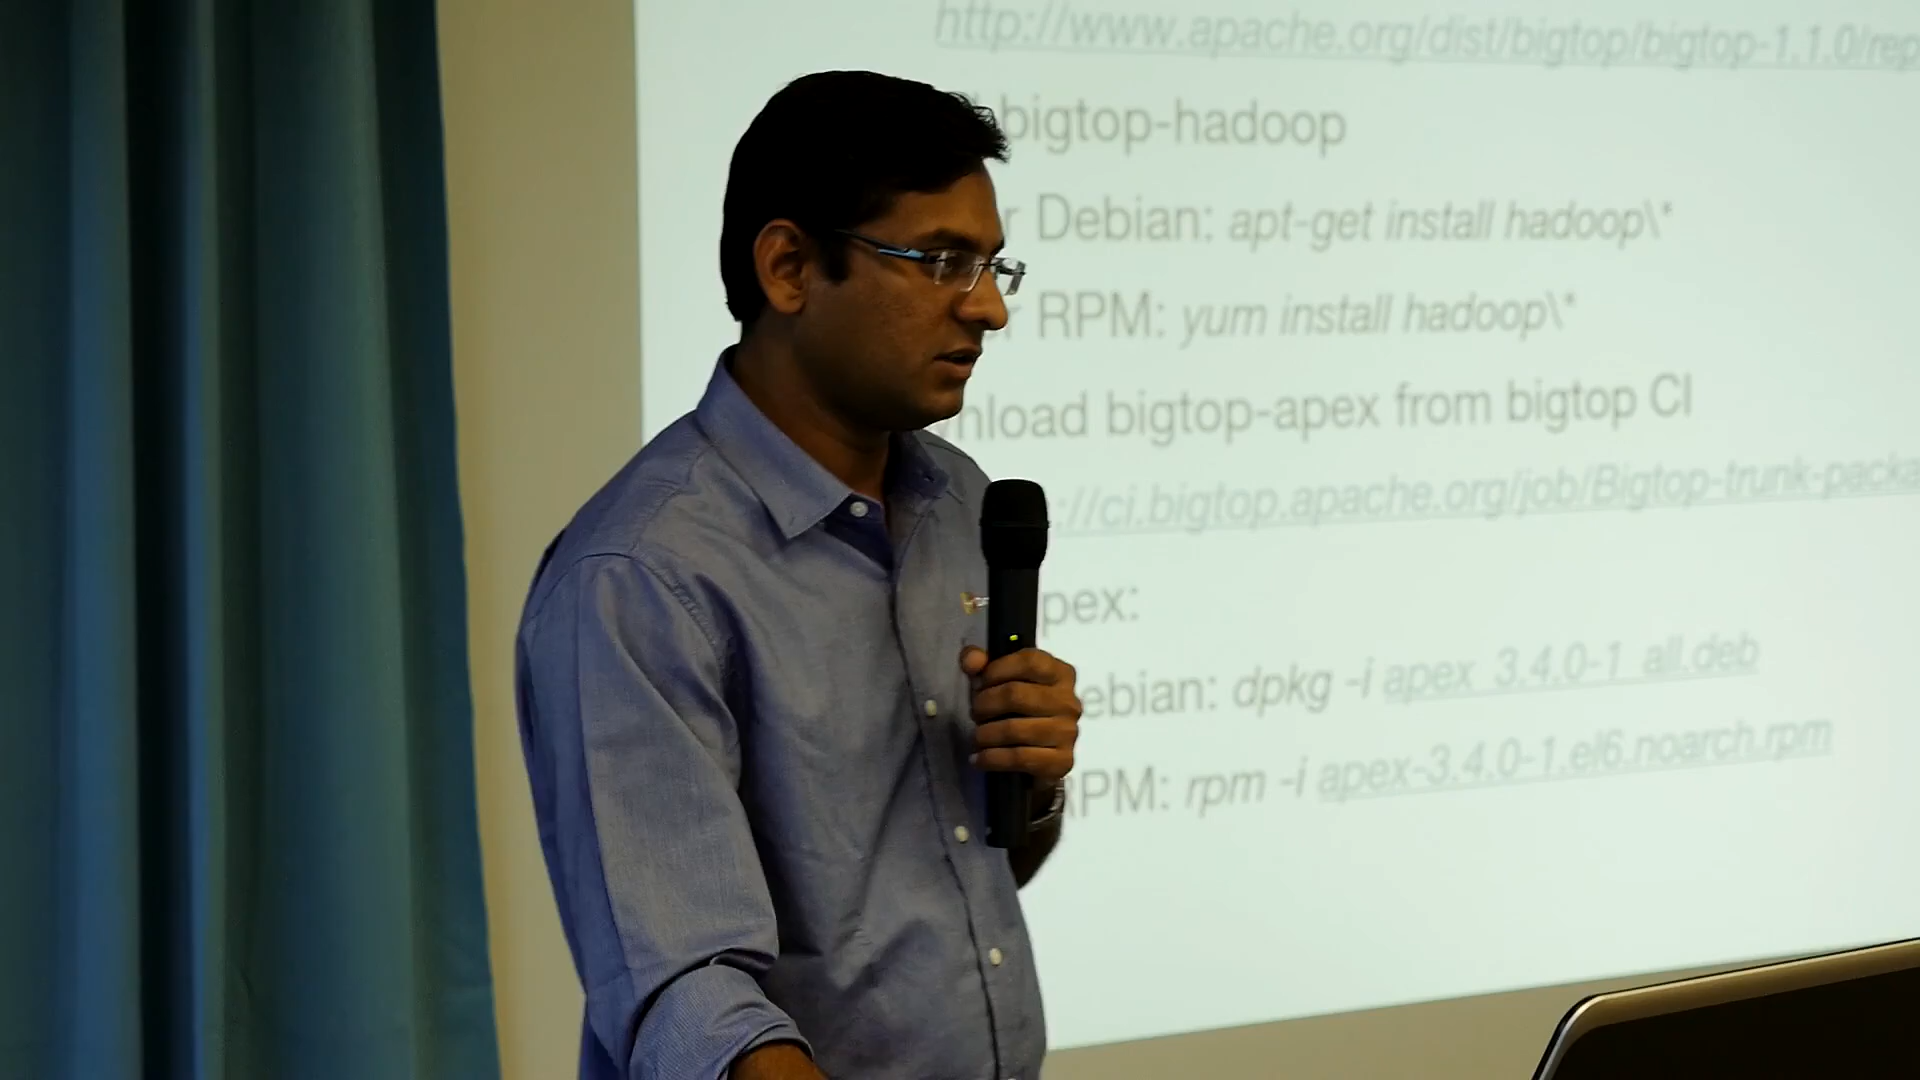 http://www.apache.org/dist/bigtop/bigtop-1.1.0/rep
bigtop-hadoop
r Debian: apt-get install hadoop\*
r RPM: yum install hadoop\*
nload bigtop-apex from bigtop CI
://ci.bigtop.apache.org/job/Bigtop-trunk-packa
pex:
ebian: dpkg -i apex_3.4.0-1_all.deb
RPM: rpm -i apex-3.4.0-1.el6.noarch.rpm